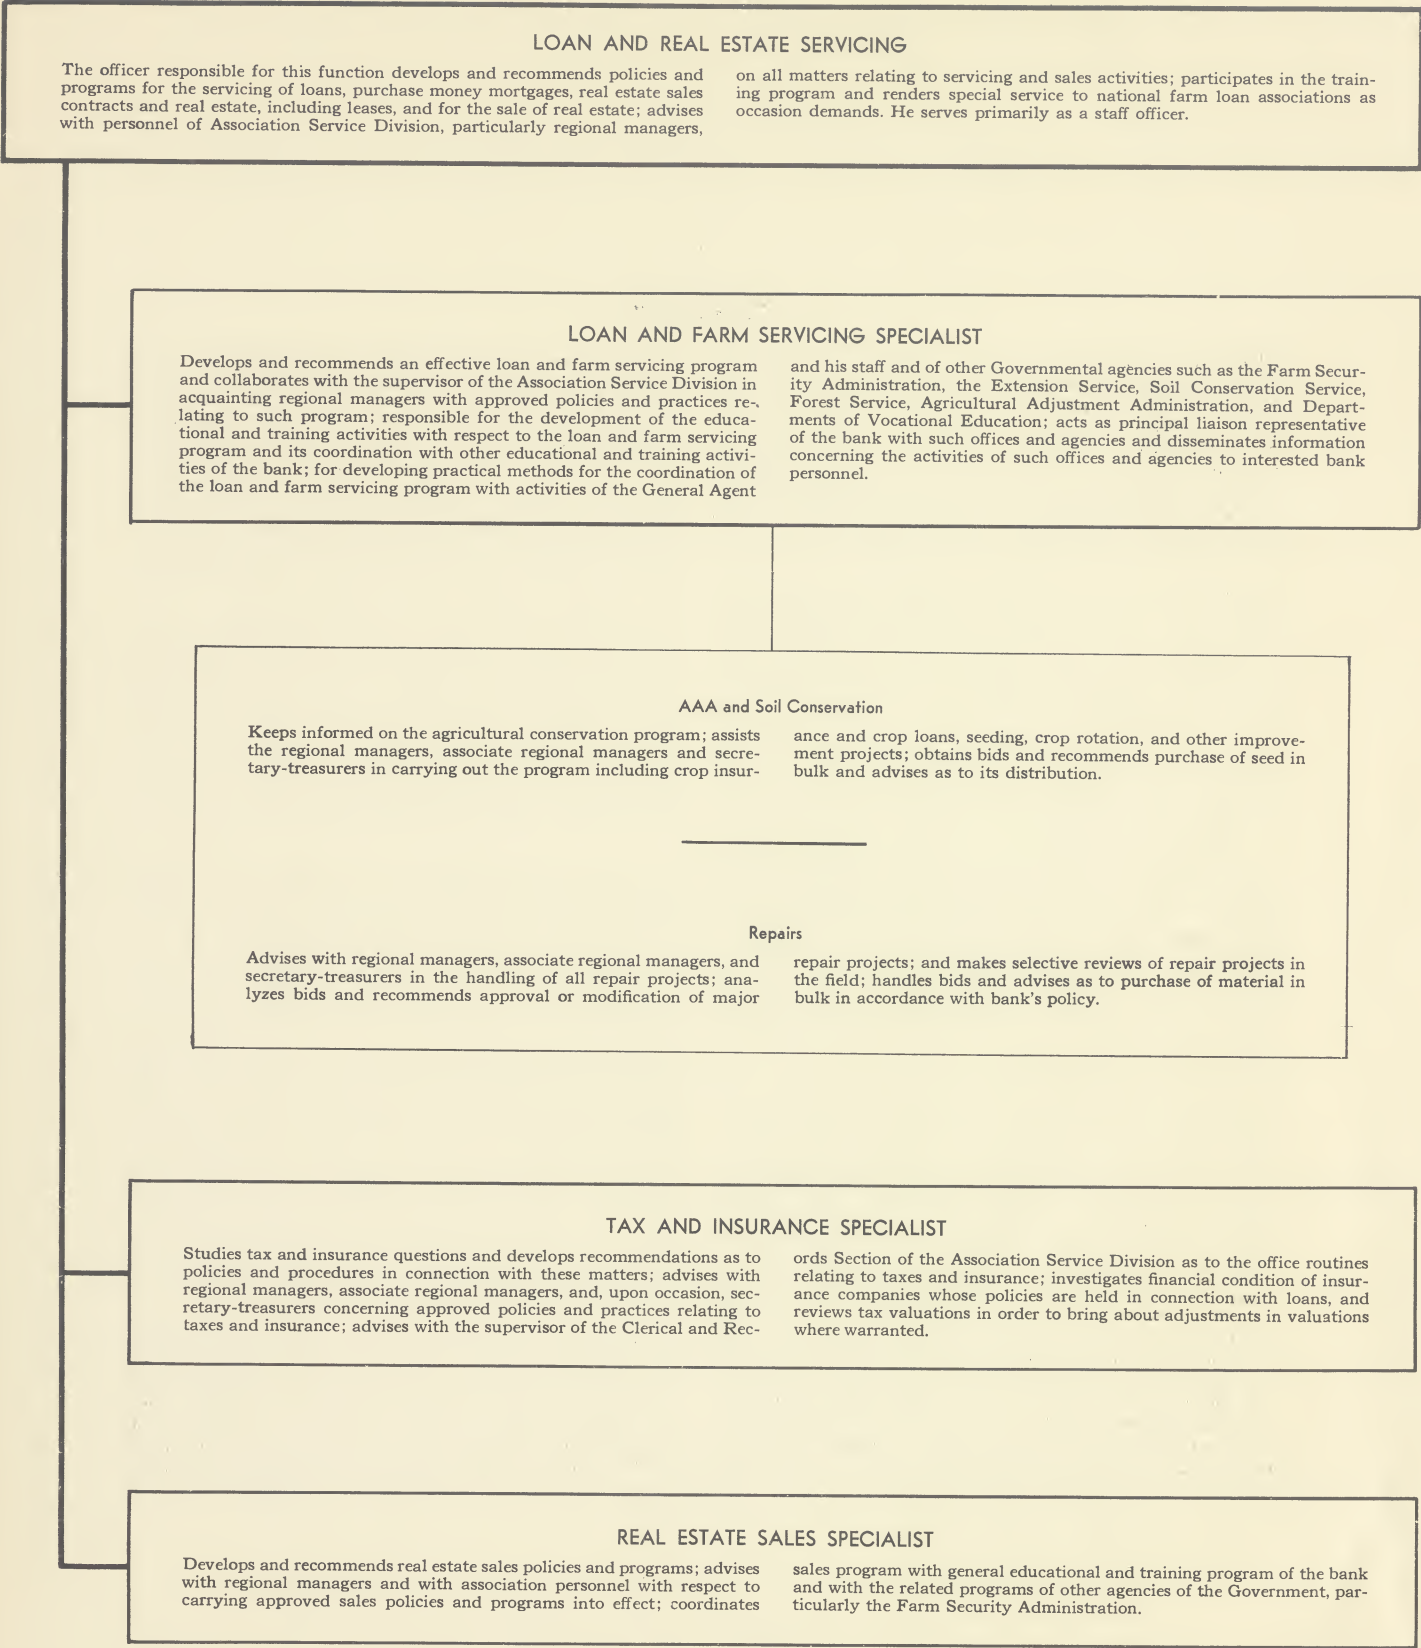 LOAN AND REAL ESTATE SERVICING
The officer responsible for this function develops and recommends policies and
programs for the servicing of loans, purchase money mortgages, real estate sales
contracts and real estate, including leases, and for the sale of real estate; advises
with personnel of Association Service Division, particularly regional managers,
on all matters relating to servicing and sales activities; participates in the train-
ing program and renders special service to national farm loan associations as
occasion demands. He serves primarily as a staff officer.
LOAN AND FARM SERVICING SPECIALIST
Develops and recommends an effective loan and farm servicing program
and collaborates with the supervisor of the Association Service Division in
acquainting regional managers with approved policies and practices re-
lating to such program; responsible for the development of the educa-
tional and training activities with respect to the loan and farm servicing
program and its coordination with other educational and training activi-
ties of the bank; for developing practical methods for the coordination of
the loan and farm servicing program with activities of the General Agent
and his staff and of other Governmental agencies such as the Farm Secur-
ity Administration, the Extension Service, Soil Conservation Service,
Forest Service, Agricultural Adjustment Administration, and Depart-
ments of Vocational Education; acts as principal liaison representative
of the bank with such offices and agencies and disseminates information
concerning the activities of such offices and agencies to interested bank
personnel.
AAA and Soil Conservation
Keeps informed on the agricultural conservation program; assists
the regional managers, associate regional managers and secre-
tary-treasurers in carrying out the program including crop insur-
ance and crop loans, seeding, crop rotation, and other improve-
ment projects; obtains bids and recommends purchase of seed in
bulk and advises as to its distribution.
Repairs
Advises with regional managers, associate regional managers, and
secretary-treasurers in the handling of all repair projects; ana-
lyzes bids and recommends approval or modification of major
repair projects; and makes selective reviews of repair projects in
the field; handles bids and advises as to purchase of material in
bulk in accordance with bank's policy.
TAX AND INSURANCE SPECIALIST
Studies tax and insurance questions and develops recommendations as to
policies and procedures in connection with these matters; advises with
regional managers, associate regional managers, and, upon occasion, sec-
retary-treasurers concerning approved policies and practices relating to
taxes and insurance; advises with the supervisor of the Clerical and Rec-
ords Section of the Association Service Division as to the office routines
relating to taxes and insurance; investigates financial condition of insur-
ance companies whose policies are held in connection with loans, and
reviews tax valuations in order to bring about adjustments in valuations
where warranted.
REAL ESTATE SALES SPECIALIST
Develops and recommends real estate sales policies and programs; advises
with regional managers and with association personnel with respect to
carrying approved sales policies and programs into effect; coordinates
sales program with general educational and training program of the bank
and with the related programs of other agencies of the Government, par-
ticularly the Farm Security Administration.